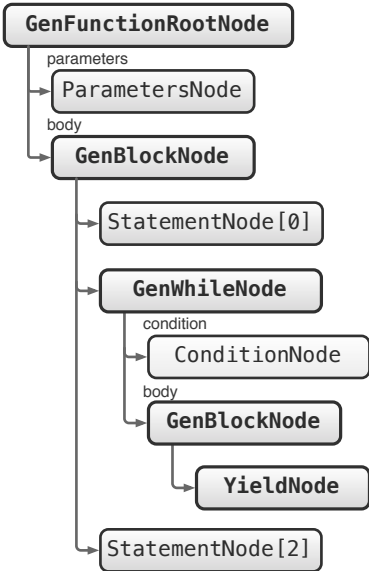 GenFunctionRootNode
parameters
ParametersNode
body
GenBlockNode
StatementNode[0]
GenWhileNode
condition
ConditionNode
body
GenBlockNode
YieldNode
StatementNode[2]